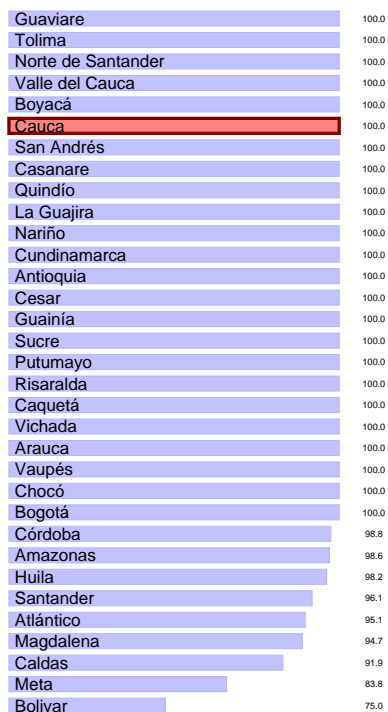 Guaviare 100.0
Tolima 100.0
Norte de Santander 100.0
Valle del Cauca 100.0
Boyacá 100.0
Cauca 100.0
San Andrés 100.0
Casanare 100.0
Quindío 100.0
La Guajira 100.0
Nariño 100.0
Cundinamarca 100.0
Antioquia 100.0
Cesar 100.0
Guainía 100.0
Sucre 100.0
Putumayo 100.0
Risaralda 100.0
Caquetá 100.0
Vichada 100.0
Arauca 100.0
Vaupés 100.0
Chocó 100.0
Bogotá 100.0
Córdoba 98.8
Amazonas 98.6
Huila 98.2
Santander 96.1
Atlántico 95.1
Magdalena 94.7
Caldas 91.9
Meta 83.8
Bolivar 75.0